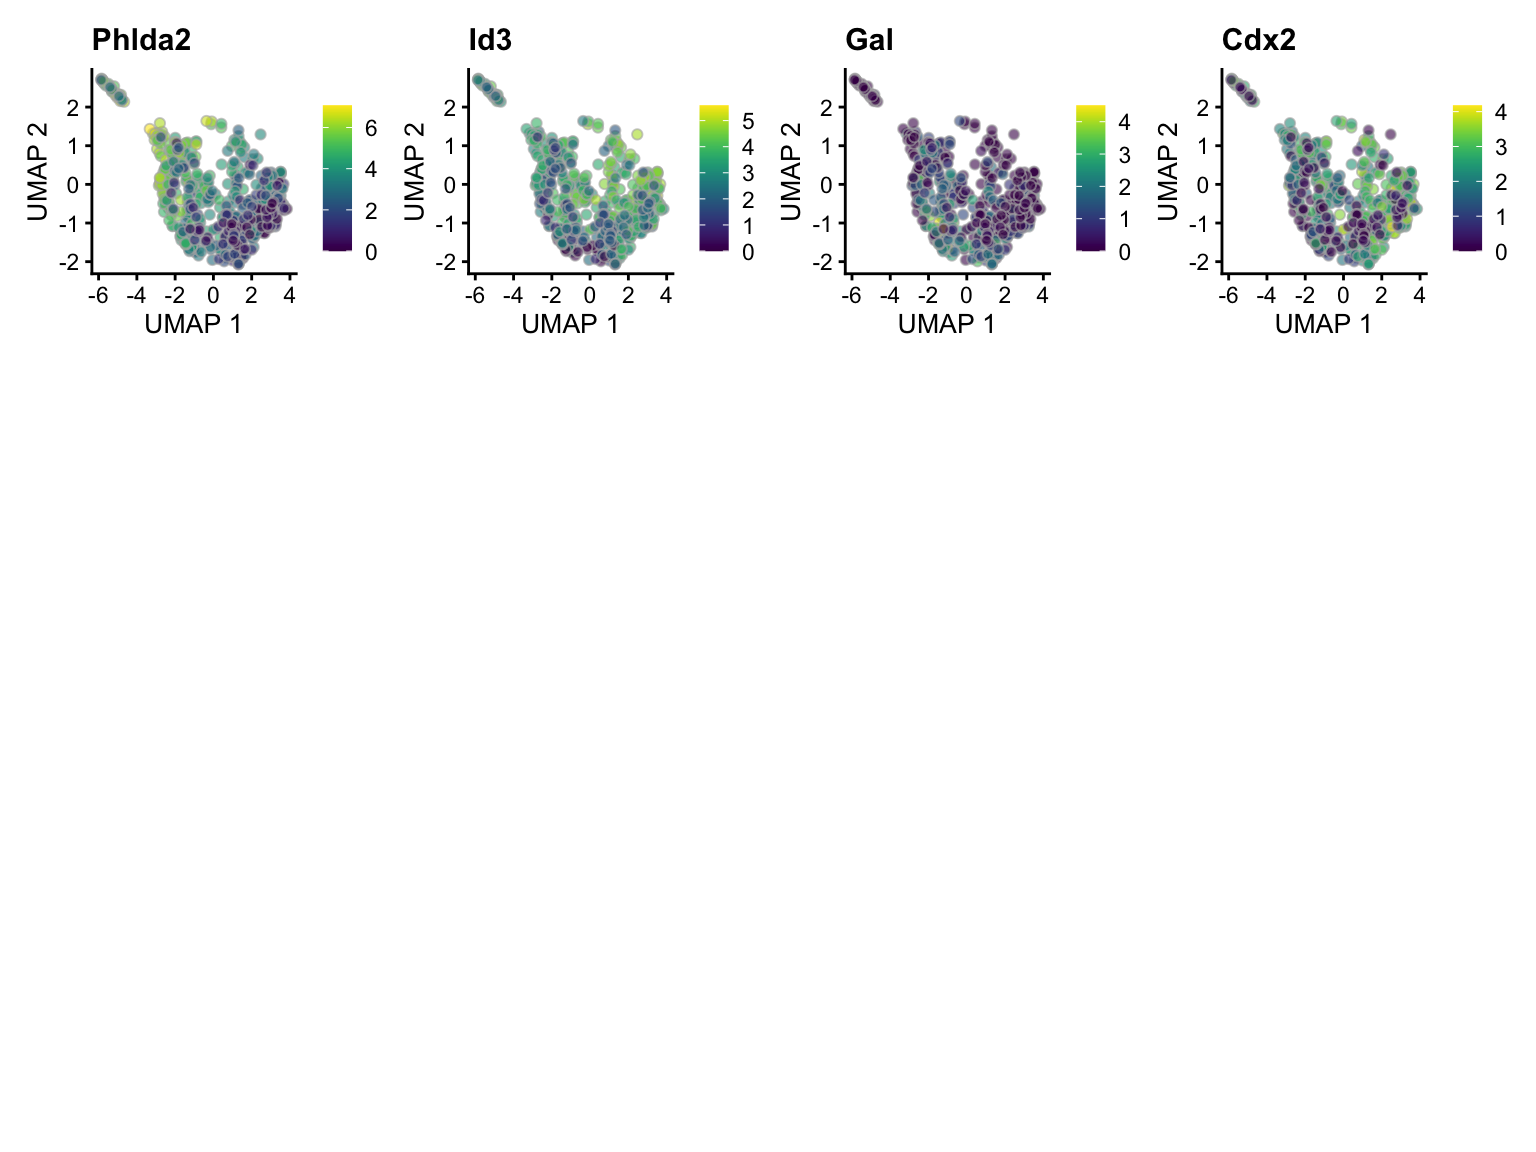 Phlda2 Id3 Gal Cdx2
2 6 2 5 2 4 2 4
1 4 1 4 1 3 1 3
0 0 3 0 2 0 2
-1 2 -1 2 -1 1 -1 1
-2 0 -2 1 -2 0 -2 0
0
UMAP 2 UMAP 2 UMAP 2 UMAP 2
-6 -4 -2 0 2 4 -6 -4 -2 0 2 4 -6 -4 -2 0 2 4 -6 -4 -2 0 2 4
UMAP 1 UMAP 1 UMAP 1 UMAP 1